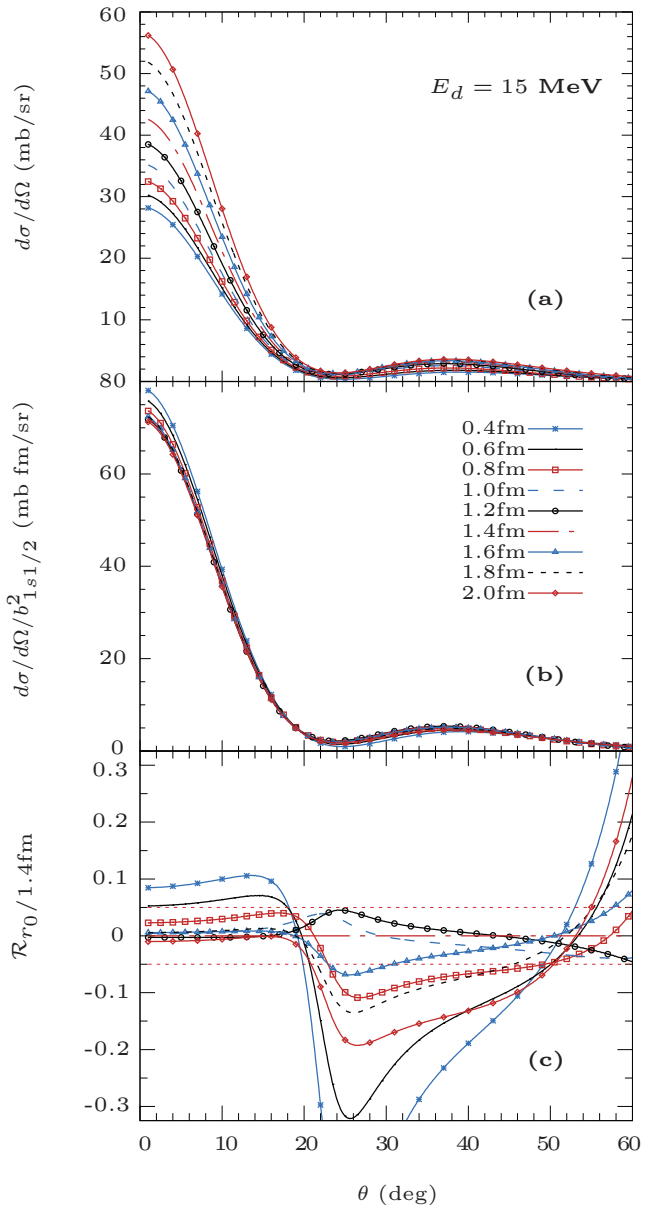 60
50
40
30
20
10
80
dσ/dΩ (mb/sr)
E_d = 15 MeV
(a)
60
40
20
0
dσ/dΩ/b²₁ₛ₁/₂ (mb fm/sr)
0.4fm
0.6fm
0.8fm
1.0fm
1.2fm
1.4fm
1.6fm
1.8fm
2.0fm
(b)
0.3
0.2
0.1
0
-0.1
-0.2
-0.3
ℛr₀/1.4fm
(c)
0 10 20 30 40 50 60
θ (deg)